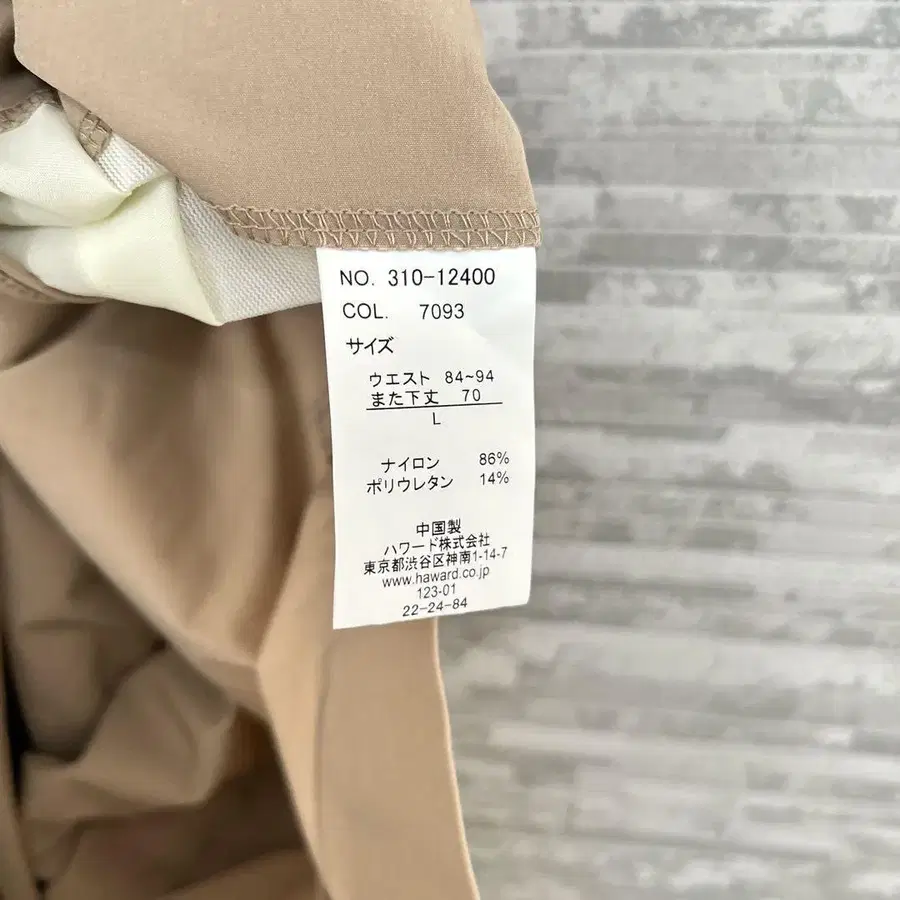 NO. 310-12400
COL. 7093
サイズ
ウエスト 84~94
また下丈 70
L
ナイロン 86%
ポリウレタン 14%
中国製
ハワード株式会社
東京都渋谷区神南1-14-7
www.haward.co.jp
123-01
22-24-84